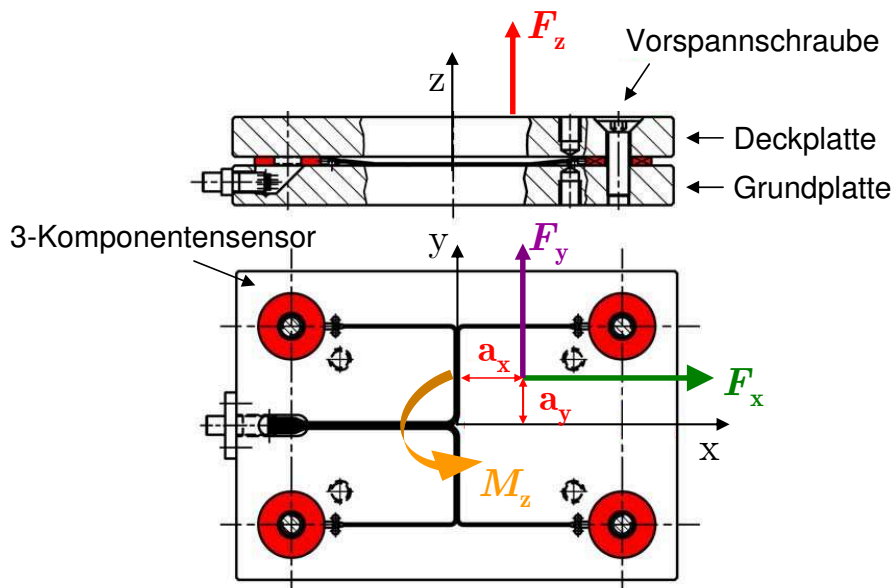 F_z
Vorspannschraube
z
Deckplatte
Grundplatte
3-Komponentensensor
y
F_y
a_x
F_x
a_y
x
M_z